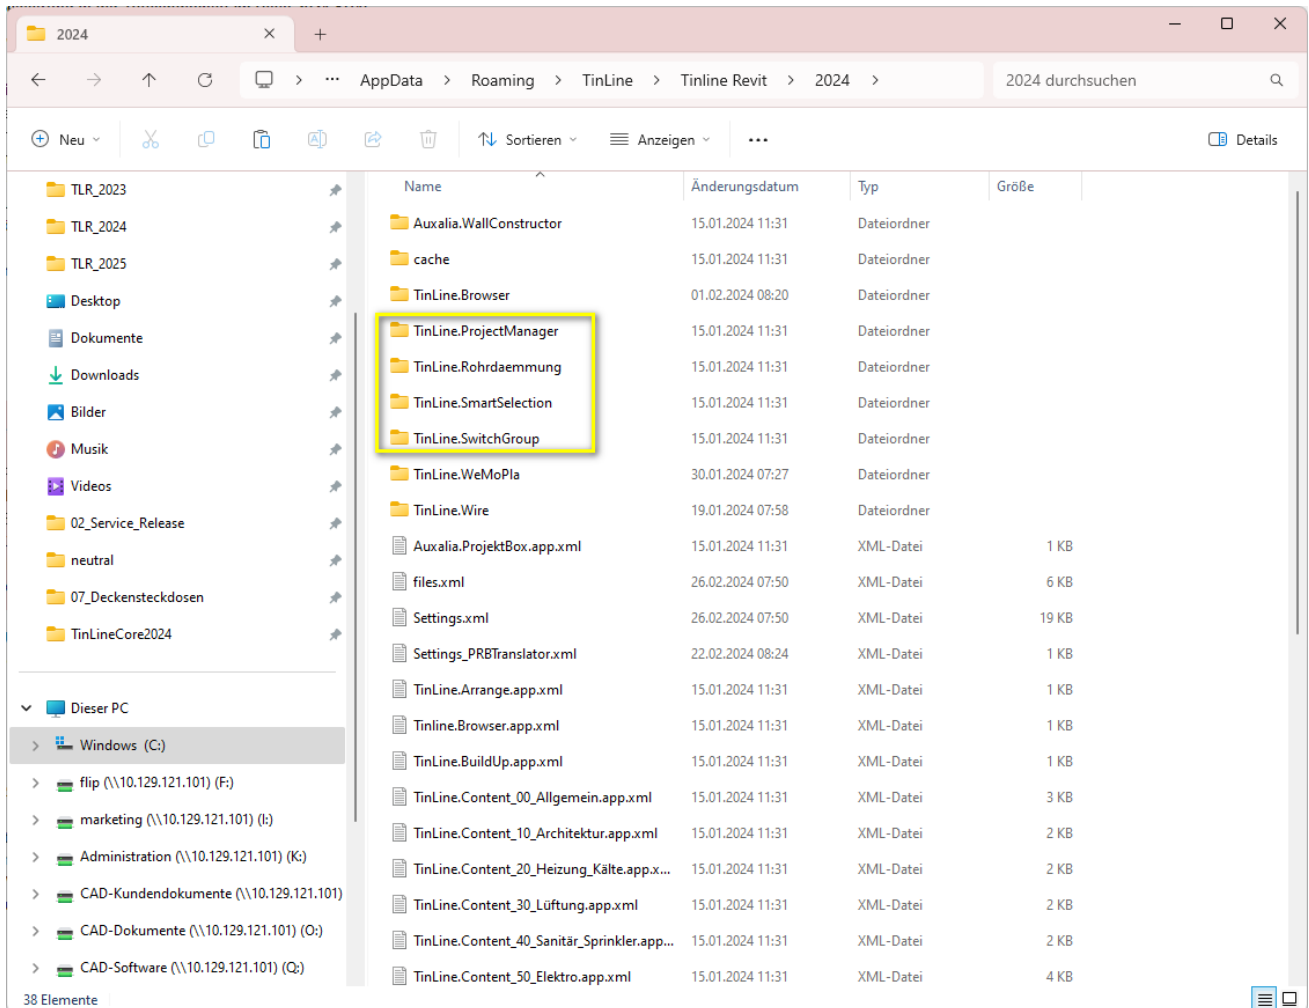 2024
AppData > Roaming > TinLine > Tinline Revit > 2024 >
2024 durchsuchen
Neu
Sortieren
Anzeigen
Details
TLR_2023
TLR_2024
TLR_2025
Desktop
Dokumente
Downloads
Bilder
Musik
Videos
02_Service_Release
neutral
07_Deckensteckdosen
TinLineCore2024
Dieser PC
Windows (C:)
flip (\\10.129.121.101) (F:)
marketing (\\10.129.121.101) (I:)
Administration (\\10.129.121.101) (K:)
CAD-Kundendokumente (\\10.129.121.101)
CAD-Dokumente (\\10.129.121.101) (O:)
CAD-Software (\\10.129.121.101) (Q:)
Name Änderungsdatum Typ Größe
Auxalia.WallConstructor 15.01.2024 11:31 Dateiordner
cache 15.01.2024 11:31 Dateiordner
TinLine.Browser 01.02.2024 08:20 Dateiordner
TinLine.ProjectManager 15.01.2024 11:31 Dateiordner
TinLine.Rohrdaemmung 15.01.2024 11:31 Dateiordner
TinLine.SmartSelection 15.01.2024 11:31 Dateiordner
TinLine.SwitchGroup 15.01.2024 11:31 Dateiordner
TinLine.WeMoPla 30.01.2024 07:27 Dateiordner
TinLine.Wire 19.01.2024 07:58 Dateiordner
Auxalia.ProjektBox.app.xml 15.01.2024 11:31 XML-Datei 1 KB
files.xml 26.02.2024 07:50 XML-Datei 6 KB
Settings.xml 26.02.2024 07:50 XML-Datei 19 KB
Settings_PRBTranslator.xml 22.02.2024 08:24 XML-Datei 1 KB
TinLine.Arrange.app.xml 15.01.2024 11:31 XML-Datei 1 KB
Tinline.Browser.app.xml 15.01.2024 11:31 XML-Datei 1 KB
TinLine.BuildUp.app.xml 15.01.2024 11:31 XML-Datei 1 KB
TinLine.Content_00_Allgemein.app.xml 15.01.2024 11:31 XML-Datei 3 KB
TinLine.Content_10_Architektur.app.xml 15.01.2024 11:31 XML-Datei 2 KB
TinLine.Content_20_Heizung_Kälte.app.x... 15.01.2024 11:31 XML-Datei 2 KB
TinLine.Content_30_Lüftung.app.xml 15.01.2024 11:31 XML-Datei 2 KB
TinLine.Content_40_Sanitär_Sprinkler.app... 15.01.2024 11:31 XML-Datei 2 KB
TinLine.Content_50_Elektro.app.xml 15.01.2024 11:31 XML-Datei 4 KB
38 Elemente